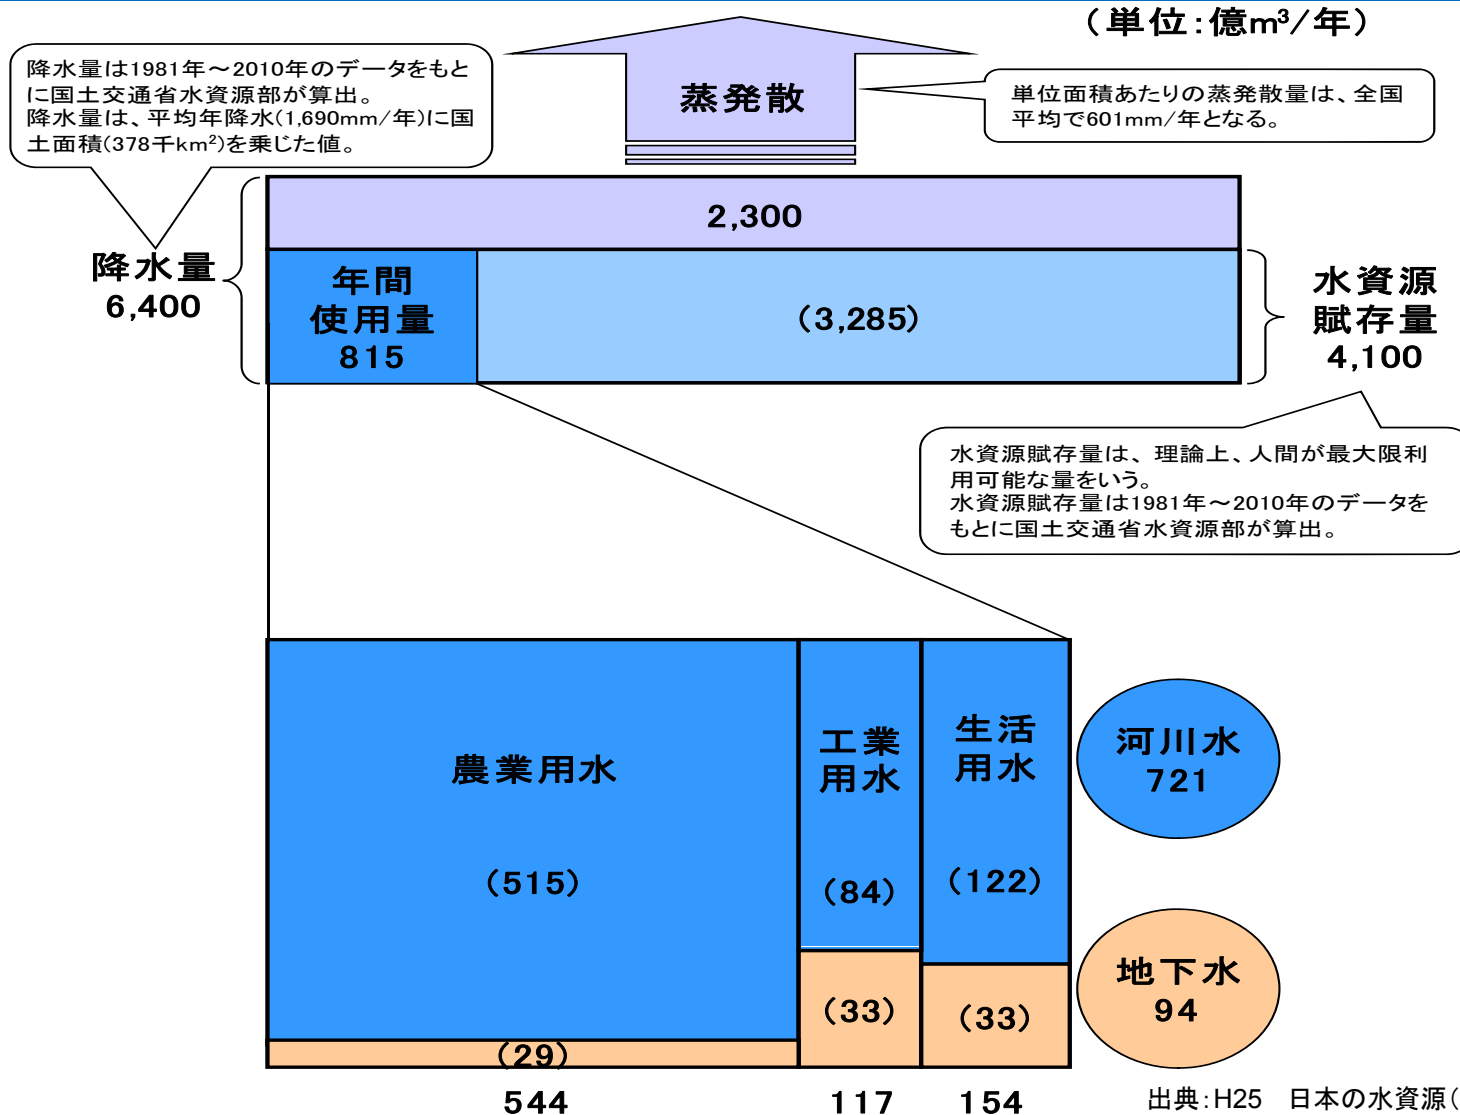 （単位：億m³/年）
降水量は1981年～2010年のデータをもと
に国土交通省水資源部が算出。
降水量は、平均年降水(1,690mm/年)に国
土面積(378千km²)を乗じた値。
蒸発散
単位面積あたりの蒸発散量は、全国
平均で601mm/年となる。
2,300
降水量
6,400
年間
使用量
815
（3,285）
水資源
賦存量
4,100
水資源賦存量は、理論上、人間が最大限利
用可能な量をいう。
水資源賦存量は1981年～2010年のデータを
もとに国土交通省水資源部が算出。
農業用水
（515）
工業
用水
（84）
生活
用水
（122）
河川水
721
（29）
（33）
（33）
地下水
94
544
117
154
出典：H25　日本の水資源（